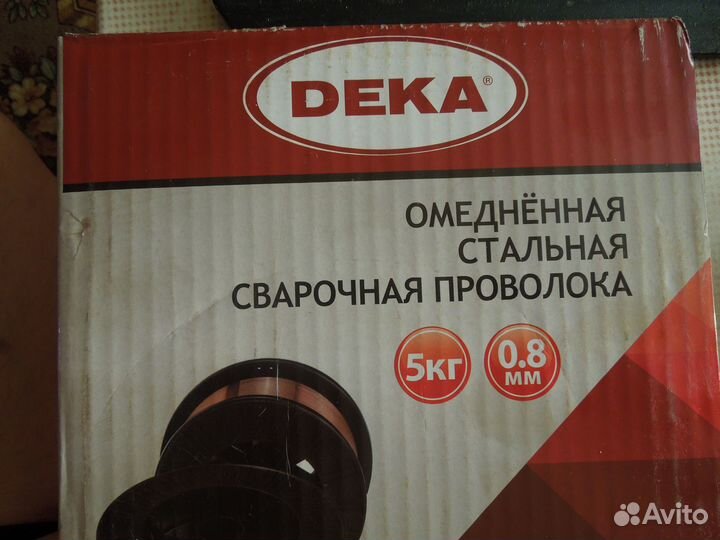 DEKA®
ОМЕДНЁННАЯ
СТАЛЬНАЯ
СВАРОЧНАЯ ПРОВОЛОКА
5КГ
0.8
ММ
Avito